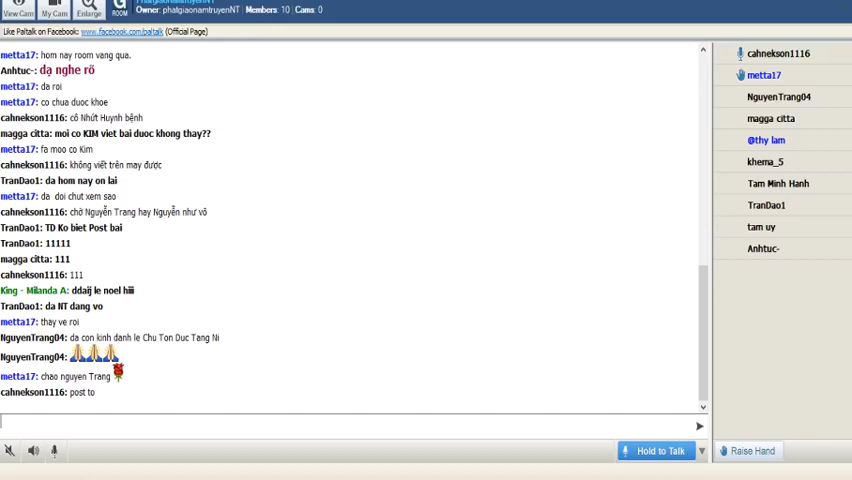 View Cam
My Cam
Enlarge
ROOM
Owner: phatgiaonamtruyenNT | Members: 10 | Cams: 0
Like Paltalk on Facebook: www.facebook.com/paltalk (Official Page)
metta17: hom nay room vang qua.
Anhtuc-: dạ nghe rõ
metta17: da roi
metta17: co chua duoc khoe
cahnekson1116: cô Nhứt Huỳnh bệnh
magga citta: moi co KIM viet bai duoc khong thay??
metta17: fa moo co Kim
cahnekson1116: không viết trên may được
TranDao1: da hom nay on lai
metta17: da doi chut xem sao
cahnekson1116: chờ Nguyễn Trang hay Nguyễn như võ
TranDao1: TD Ko biet Post bai
TranDao1: 11111
magga citta: 111
cahnekson1116: 111
King - Milanda A: ddaij le noel hiii
TranDao1: da NT dang vo
metta17: thay ve roi
NguyenTrang04: da con kinh danh le Chu Ton Duc Tang Ni
NguyenTrang04:
metta17: chao nguyen Trang
cahnekson1116: post to
Hold to Talk
cahnekson1116
metta17
NguyenTrang04
magga citta
@thy lam
khema_5
Tam Minh Hanh
TranDao1
tam uy
Anhtuc-
Raise Hand